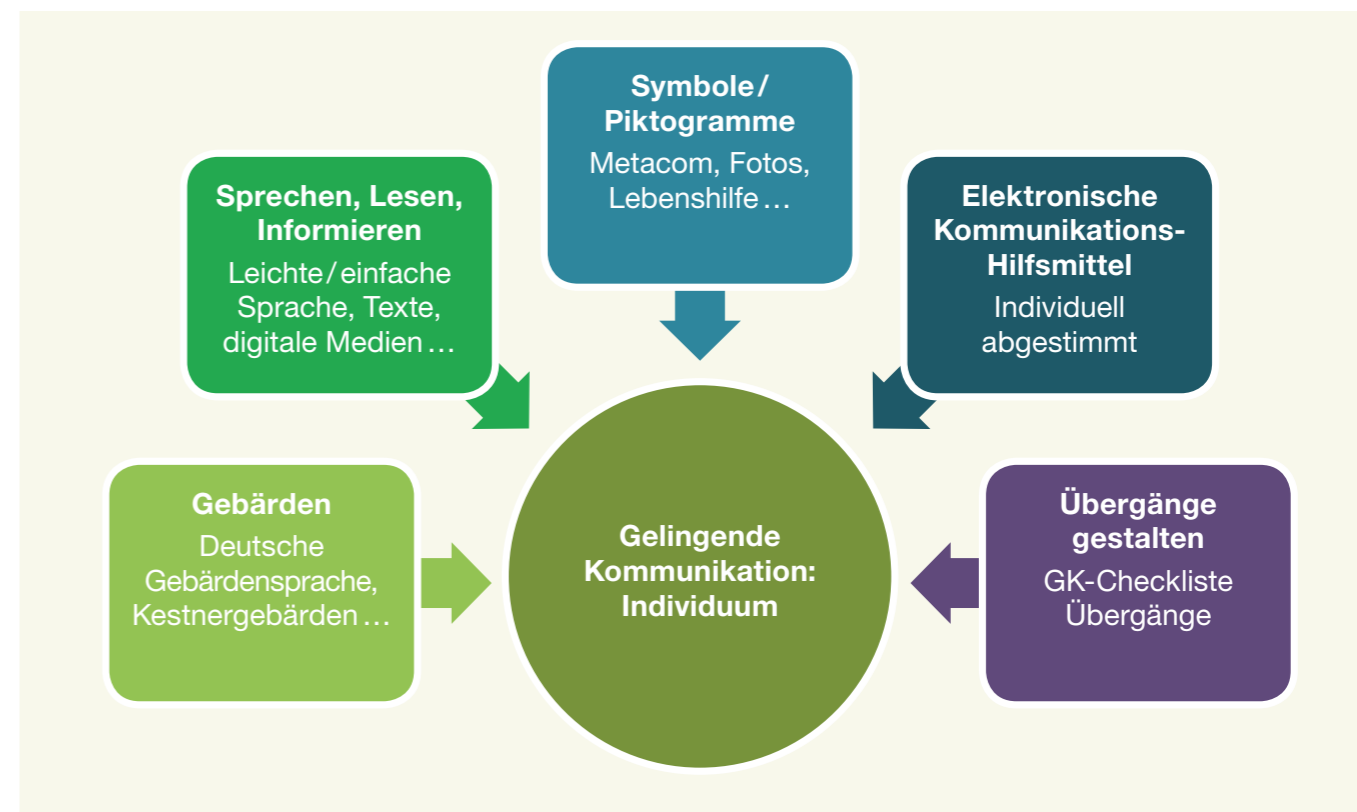 Symbole/
Piktogramme
Metacom, Fotos,
Lebenshilfe…
Sprechen, Lesen,
Informieren
Leichte/einfache
Sprache, Texte,
digitale Medien…
Elektronische
Kommunikations-
Hilfsmittel
Individuell
abgestimmt
Gebärden
Deutsche
Gebärdensprache,
Kestnergebärden…
Gelingende
Kommunikation:
Individuum
Übergänge
gestalten
GK-Checkliste
Übergänge